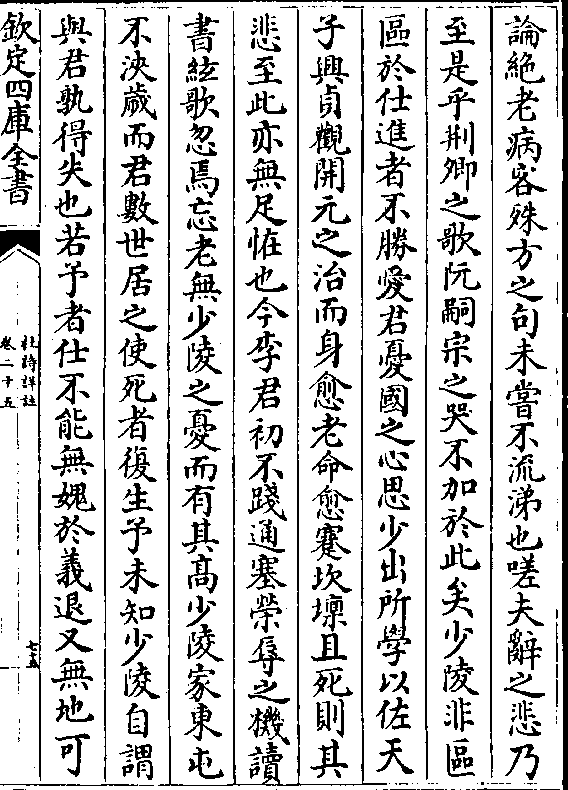 論絶老病客殊方之句未嘗不流涕也嗟夫辭之悲乃
至是乎荆卿之歌阮嗣宗之哭不加於此矣少陵非區
區於仕進者不勝愛君憂國之心思少出所學以佐天
子興貞觀開元之治而身愈老命愈蹇坎壈且死則其
悲至此亦無足恠也今李君初不踐通塞榮辱之機讀
書絃歌忽焉忘老無少陵之憂而有其髙少陵家東屯
不浹歲而君數世居之使死者復生予未知少陵自謂
與君孰得失也若予者仕不能無媿於義退又無地可
欽定四庫全書
杜詩詳註
卷二十五
七五